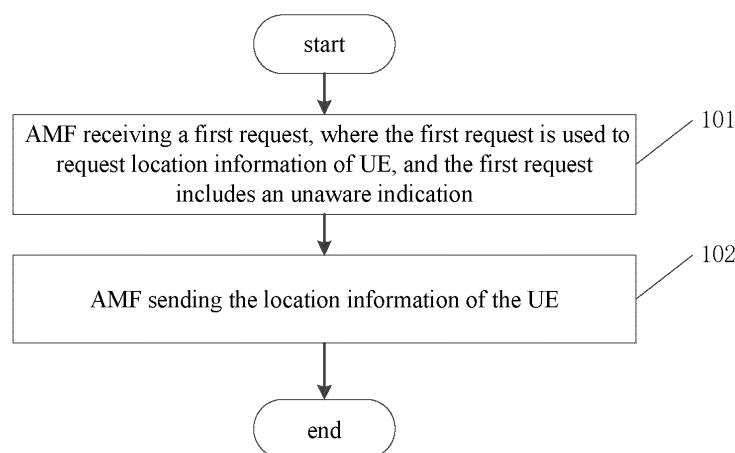 start
AMF receiving a first request, where the first request is used to
request location information of UE, and the first request
includes an unaware indication
101
AMF sending the location information of the UE
102
end